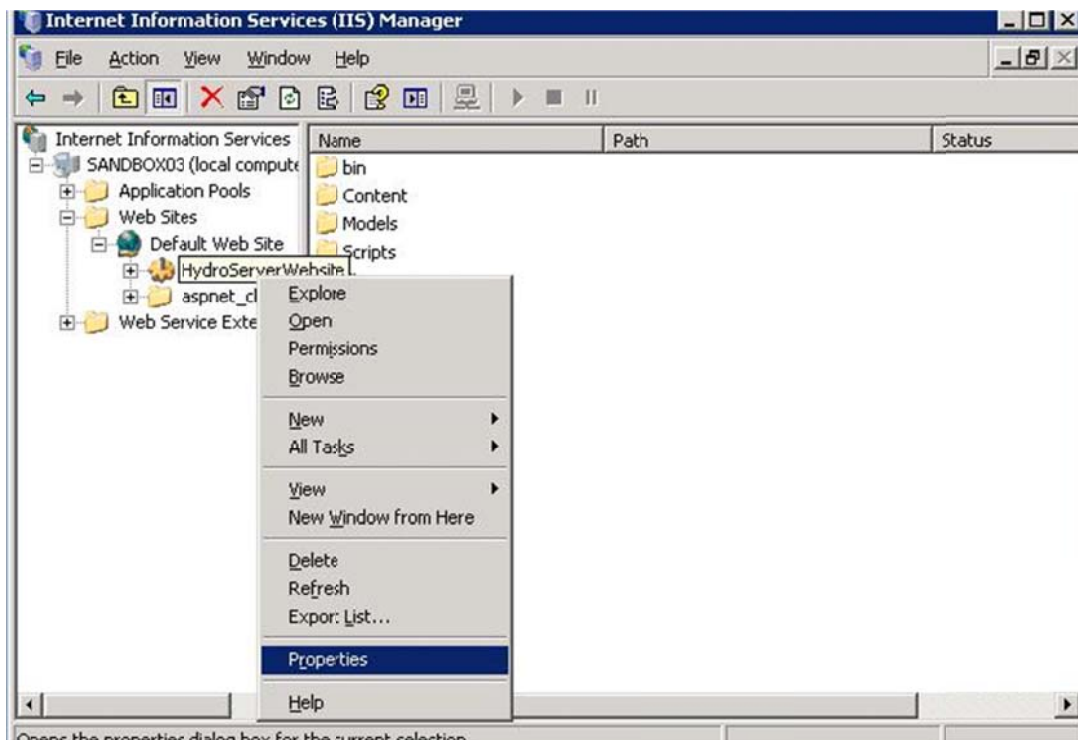 Internet Information Services (IIS) Manager
File Action View Window Help
Internet Information Services
Name Path Status
SANDBOX03 (local compute
Application Pools
Web Sites
Default Web Site
HydroServerWebsite
aspnet_cl
Web Service Exte
bin
Content
Models
Scripts
Explore
Open
Permissions
Browse
New
All Tasks
View
New Window from Here
Delete
Refresh
Export List...
Properties
Help
Opens the properties dialog box for the current selection